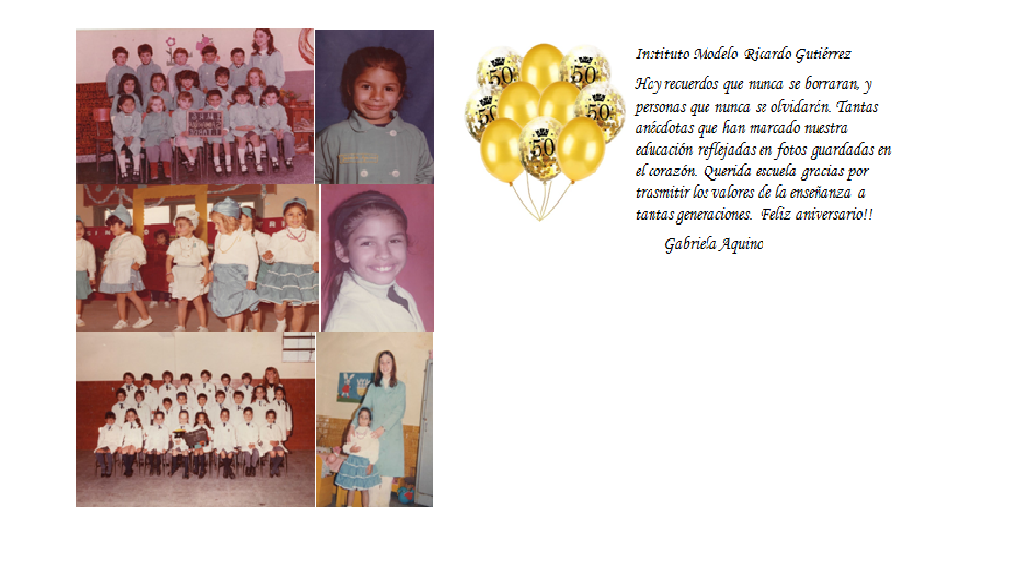 50
50
50
50
50
Instituto Modelo Ricardo Gutiérrez
Hay recuerdos que nunca se borraran, y
personas que nunca se olvidarán. Tantas
anécdotas que han marcado nuestra
educación reflejadas en fotos guardadas en
el corazón. Querida escuela gracias por
trasmitir los valores de la enseñanza a
tantas generaciones. Feliz aniversario!!
Gabriela Aquino